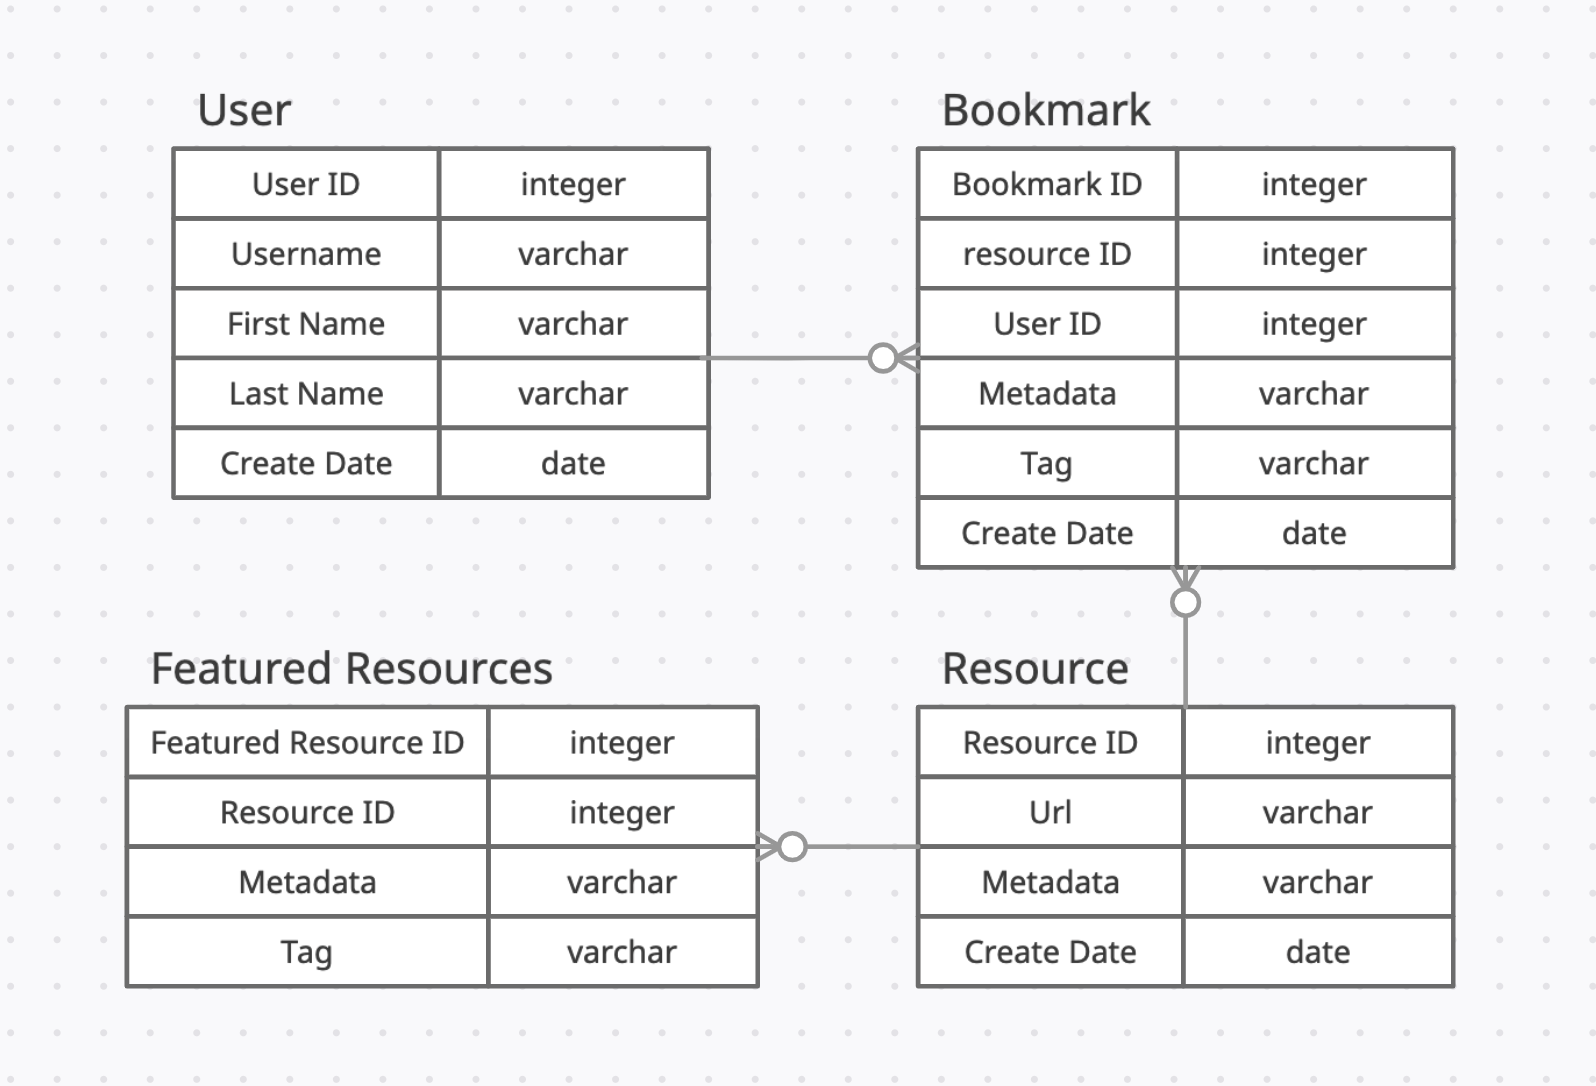 User
User ID integer
Username varchar
First Name varchar
Last Name varchar
Create Date date
Bookmark
Bookmark ID integer
resource ID integer
User ID integer
Metadata varchar
Tag varchar
Create Date date
Featured Resources
Featured Resource ID integer
Resource ID integer
Metadata varchar
Tag varchar
Resource
Resource ID integer
Url varchar
Metadata varchar
Create Date date